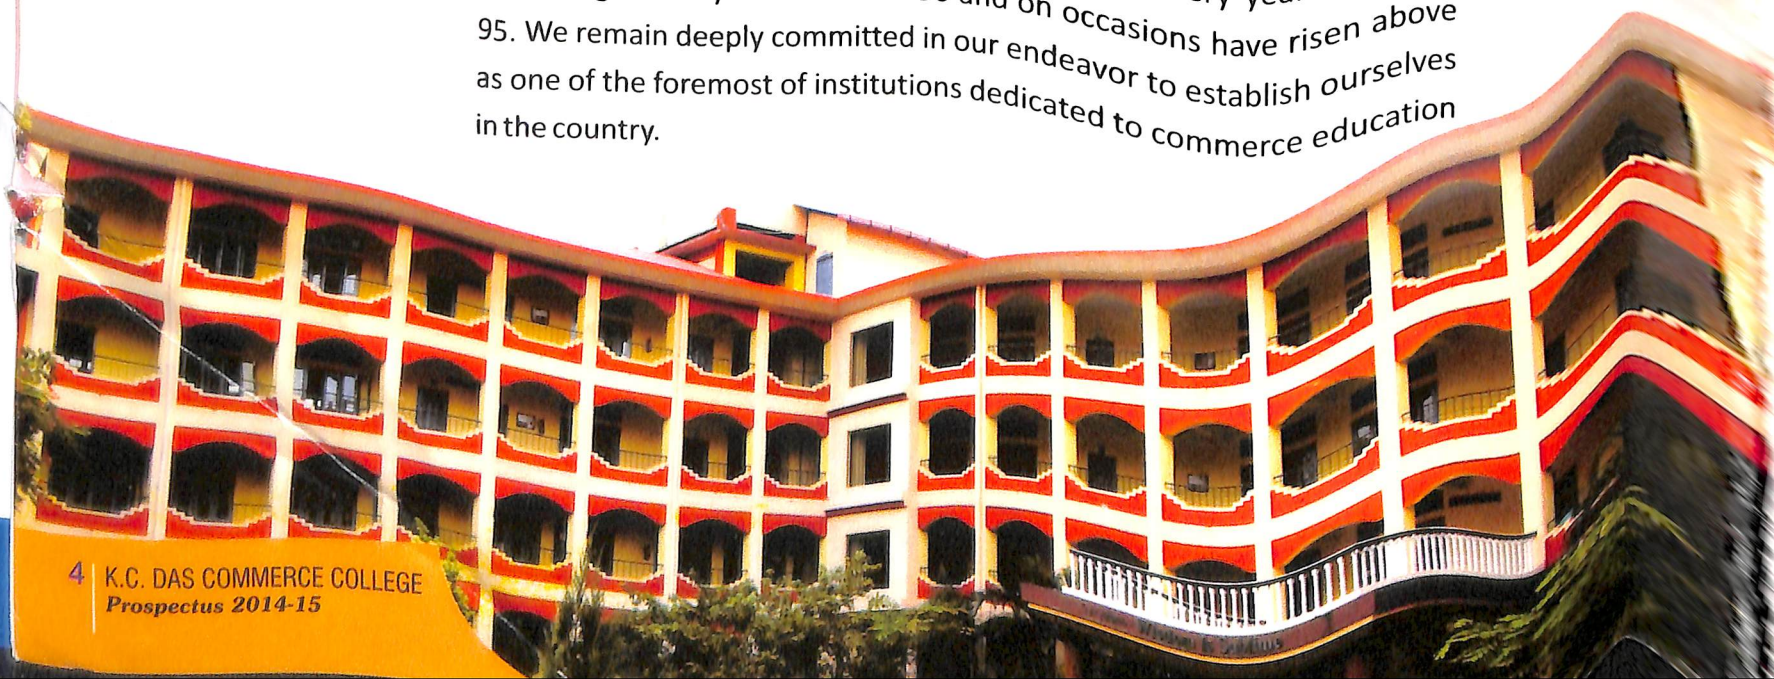 on occasions have risen above
95. We remain deeply committed in our endeavor to establish ourselves
as one of the foremost of institutions dedicated to commerce education
in the country.
4
K.C. DAS COMMERCE COLLEGE
Prospectus 2014-15